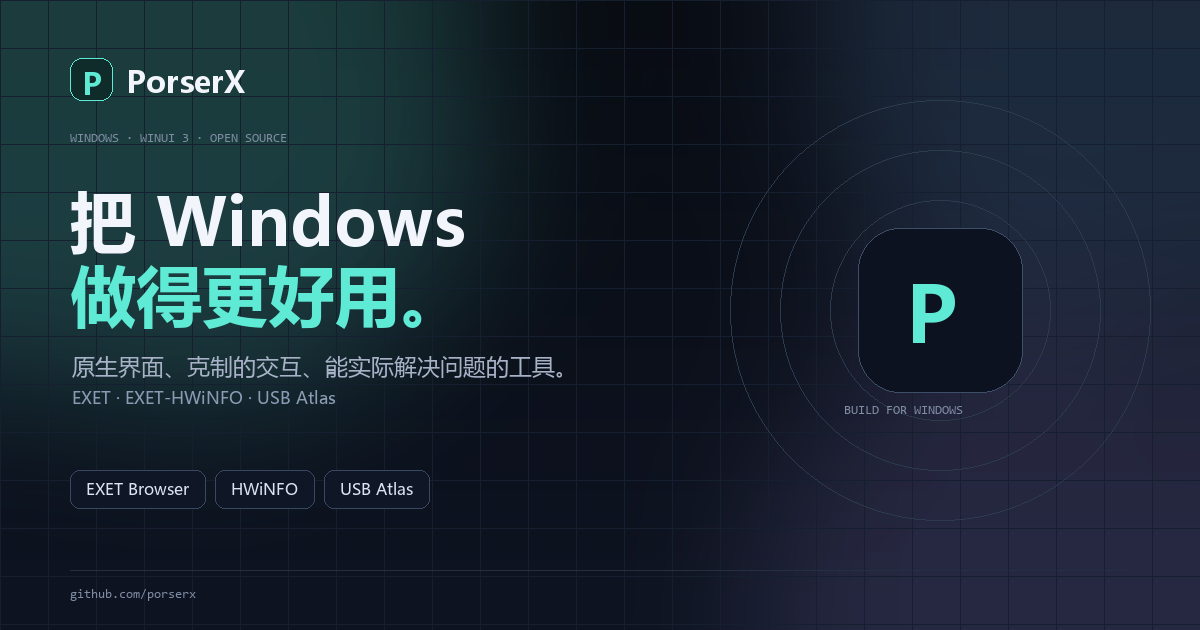 P PorserX
WINDOWS · WINUI 3 · OPEN SOURCE
把 Windows
做得更好用。
原生界面、克制的交互、能实际解决问题的工具。
EXET · EXET-HWiNFO · USB Atlas
EXET Browser HWiNFO USB Atlas
P
BUILD FOR WINDOWS
github.com/porserx